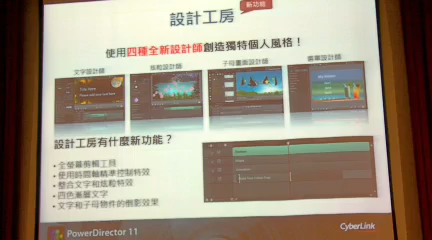 設計工房
新功能
使用四種全新設計師創造獨特個人風格！
文字設計師
炫粒設計師
子母畫面設計師
選單設計師
設計工房有什麼新功能？
• 全螢幕剪輯工具
• 使用時間軸精準控制特效
• 整合文字和炫粒特效
• 四色漸層文字
• 文字和子母物件的倒影效果
PowerDirector 11
CyberLink